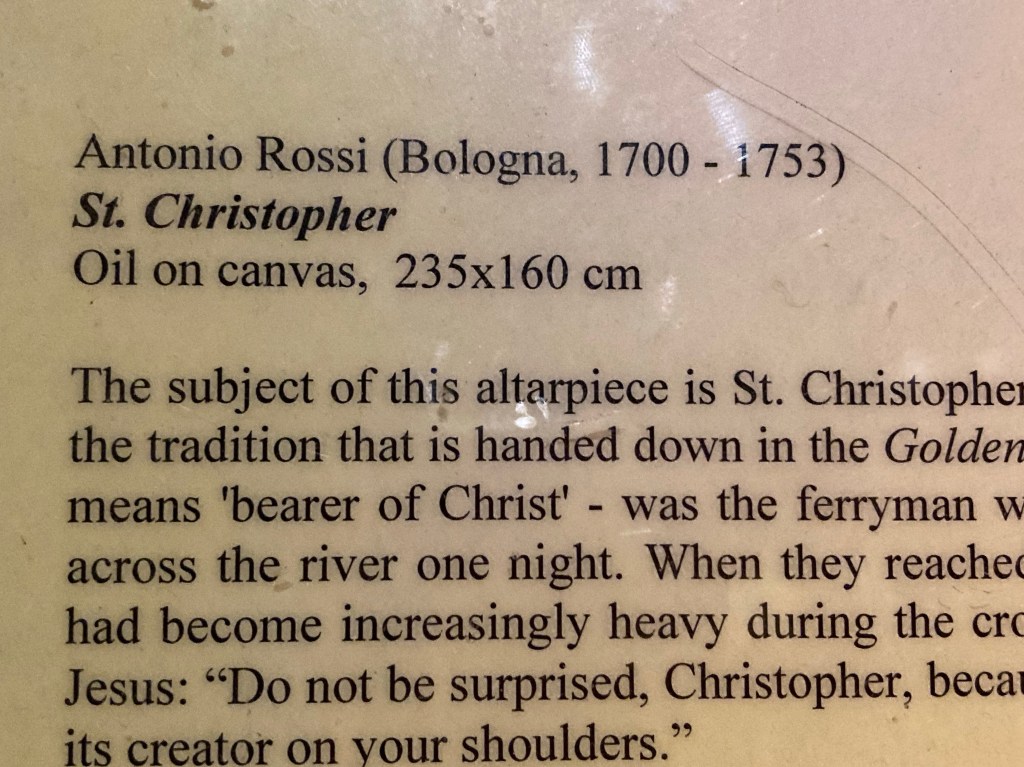 Antonio Rossi (Bologna, 1700 - 1753)
St. Christopher
Oil on canvas, 235x160 cm
The subject of this altarpiece is St. Christopher
the tradition that is handed down in the Golden
means 'bearer of Christ' - was the ferryman
across the river one night. When they reached
had become increasingly heavy during the
Jesus: “Do not be surprised, Christopher,
its creator on your shoulders.”